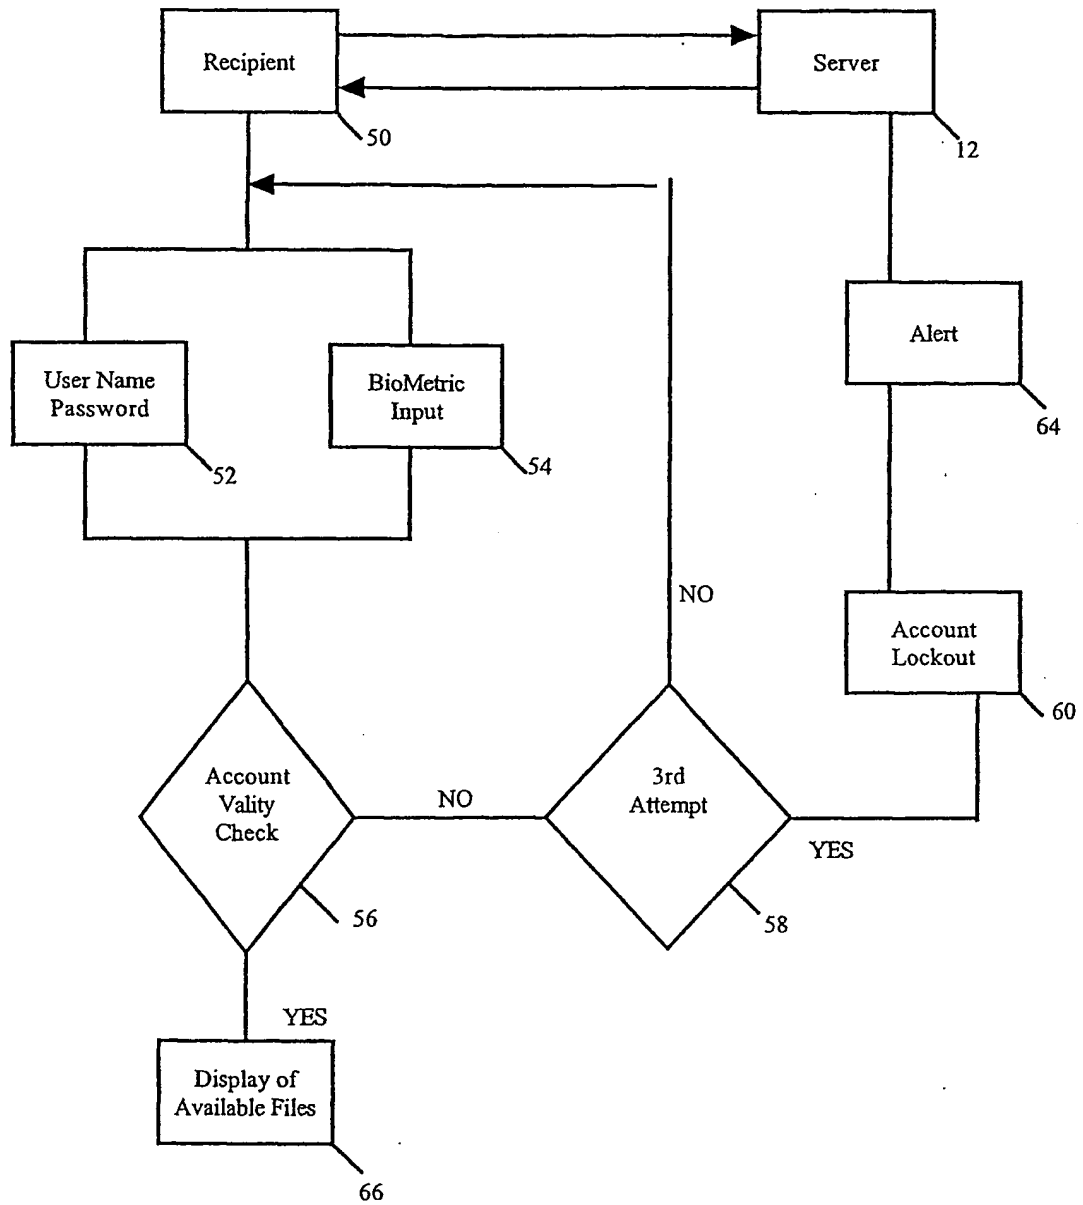 Recipient
Server
50
12
Alert
User Name
Password
BioMetric
Input
64
52
54
NO
Account
Lockout
60
Account
Vality
Check
NO
3rd
Attempt
YES
56
58
YES
Display of
Available Files
66